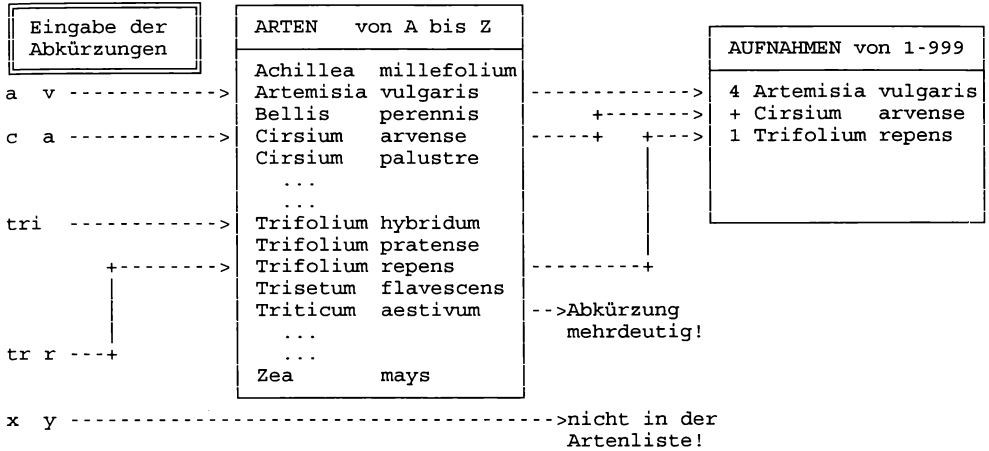 Eingabe der Abkürzungen
ARTEN von A bis Z
AUFNAHMEN von 1-999
Achillea millefolium
a v ------------> Artemisia vulgaris -------------> 4 Artemisia vulgaris
Bellis perennis +-------> + Cirsium arvense
c a ------------> Cirsium arvense -----+ +---> 1 Trifolium repens
Cirsium palustre
...
...
tri ------------> Trifolium hybridum
Trifolium pratense
+--------> Trifolium repens ---------+
Trisetum flavescens
Triticum aestivum -->Abkürzung
mehrdeutig!
...
tr r ---+ ...
Zea mays
x y --------------------------------------->nicht in der
Artenliste!